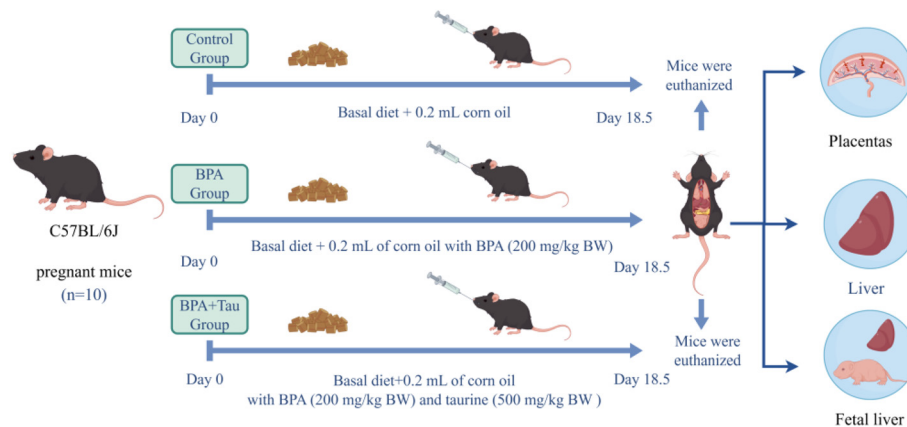 Control
Group
Day 0
Basal diet + 0.2 mL corn oil
Day 18.5
C57BL/6J
pregnant mice
(n=10)
BPA
Group
Day 0
Basal diet + 0.2 mL of corn oil with BPA (200 mg/kg BW)
Day 18.5
BPA+Tau
Group
Day 0
Basal diet+0.2 mL of corn oil
with BPA (200 mg/kg BW) and taurine (500 mg/kg BW )
Day 18.5
Mice were
euthanized
Mice were
euthanized
Placentas
Liver
Fetal liver